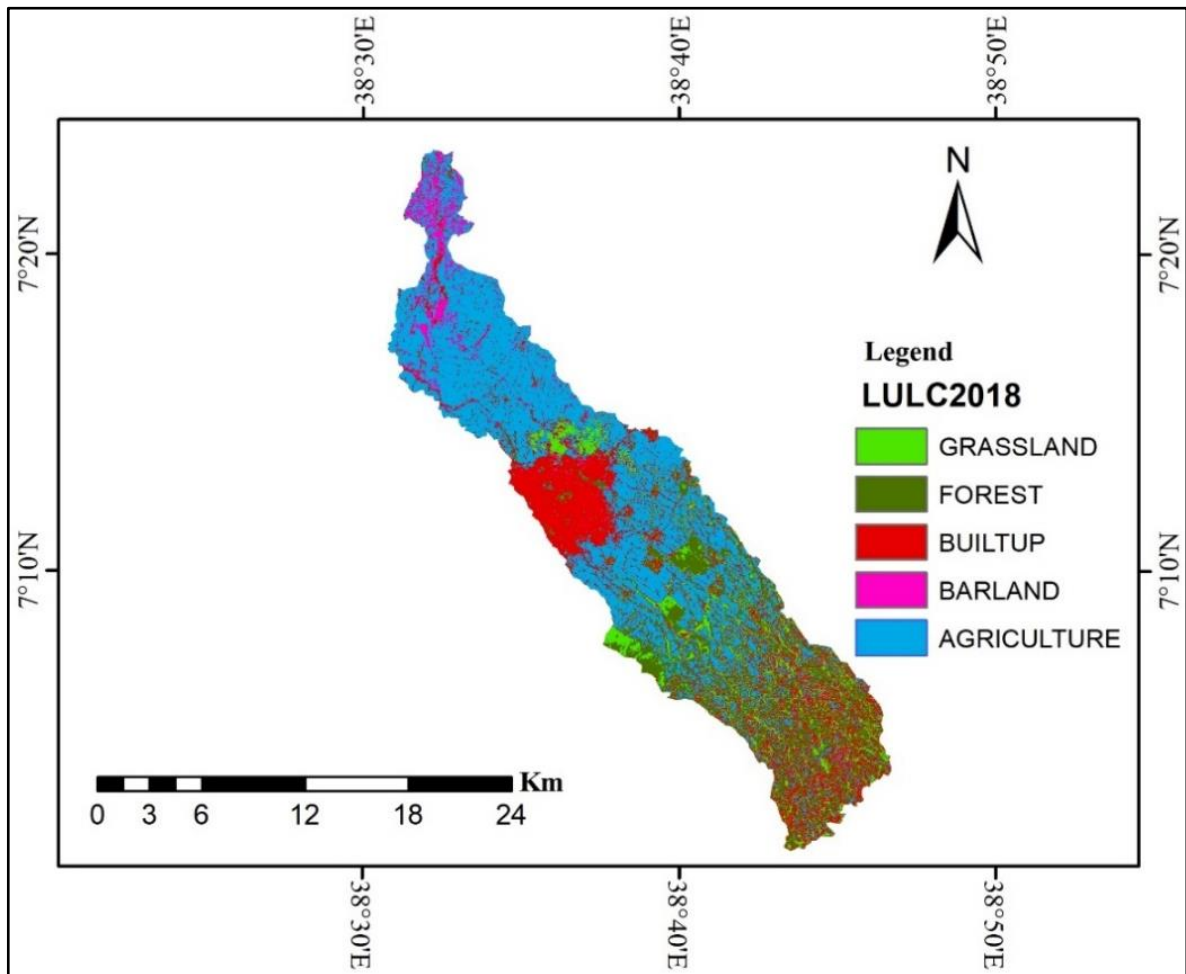 38°30'E 38°40'E 38°50'E
N
7°20'N 7°20'N
Legend
LULC2018
GRASSLAND
FOREST
BUILTUP
7°10'N 7°10'N
BARLAND
AGRICULTURE
Km
0 3 6 12 18 24
38°30'E 38°40'E 38°50'E